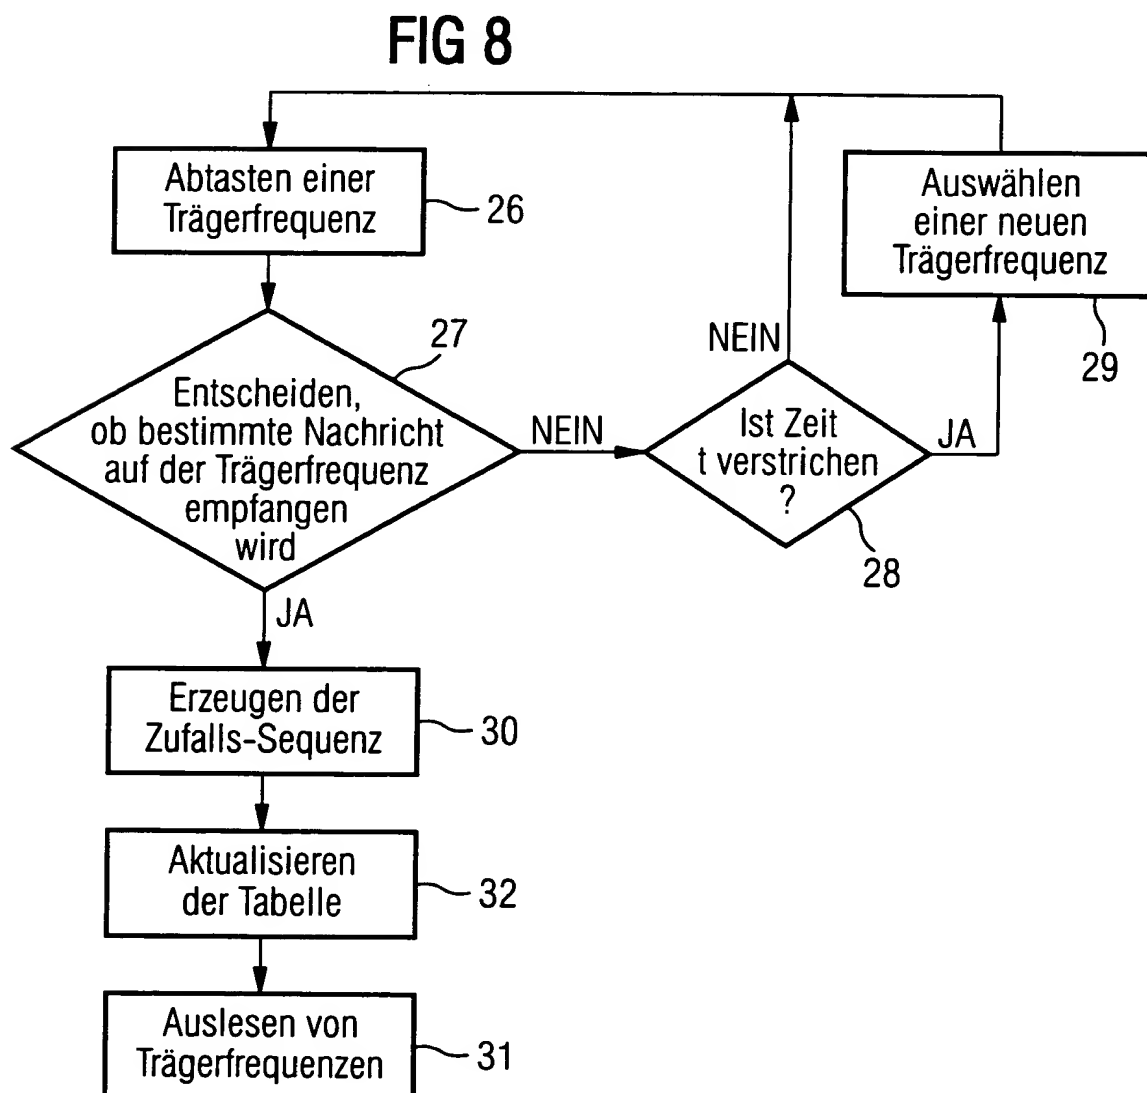 FIG 8
Abtasten einer
Trägerfrequenz
26
Auswählen
einer neuen
Trägerfrequenz
29
27
Entscheiden,
ob bestimmte Nachricht
auf der Trägerfrequenz
empfangen
wird
NEIN
NEIN
Ist Zeit
t verstrichen
?
JA
28
JA
Erzeugen der
Zufalls-Sequenz
30
Aktualisieren
der Tabelle
32
Auslesen von
Trägerfrequenzen
31